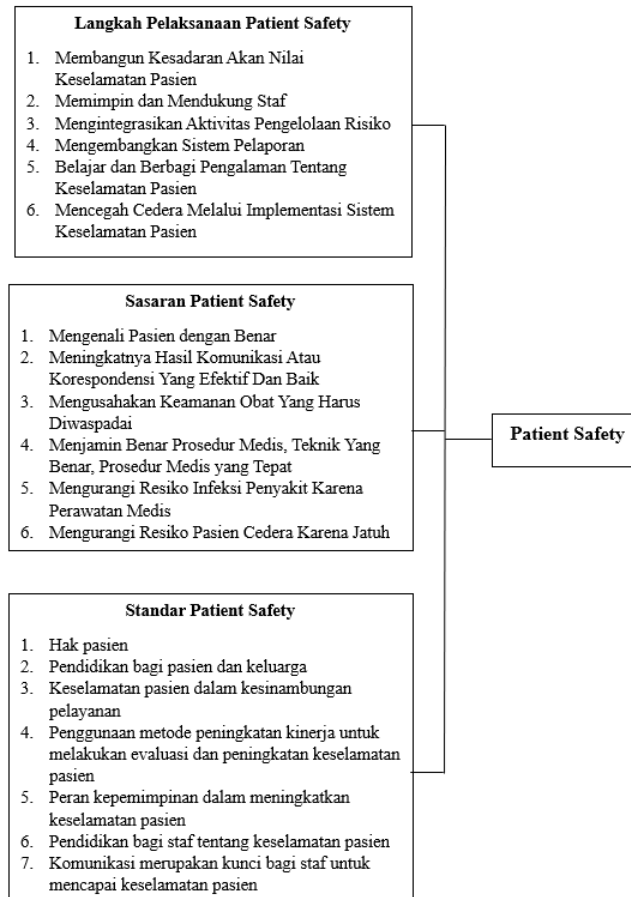 Langkah Pelaksanaan Patient Safety
1. Membangun Kesadaran Akan Nilai
Keselamatan Pasien
2. Memimpin dan Mendukung Staf
3. Mengintegrasikan Aktivitas Pengelolaan Risiko
4. Mengembangkan Sistem Pelaporan
5. Belajar dan Berbagi Pengalaman Tentang
Keselamatan Pasien
6. Mencegah Cedera Melalui Implementasi Sistem
Keselamatan Pasien
Sasaran Patient Safety
1. Mengenali Pasien dengan Benar
2. Meningkatnya Hasil Komunikasi Atau
Korespondensi Yang Efektif Dan Baik
3. Mengusahakan Keamanan Obat Yang Harus
Diwaspadai
4. Menjamin Benar Prosedur Medis, Teknik Yang
Benar, Prosedur Medis yang Tepat
5. Mengurangi Resiko Infeksi Penyakit Karena
Perawatan Medis
6. Mengurangi Resiko Pasien Cedera Karena Jatuh
Patient Safety
Standar Patient Safety
1. Hak pasien
2. Pendidikan bagi pasien dan keluarga
3. Keselamatan pasien dalam kesinambungan
pelayanan
4. Penggunaan metode peningkatan kinerja untuk
melakukan evaluasi dan peningkatan keselamatan
pasien
5. Peran kepemimpinan dalam meningkatkan
keselamatan pasien
6. Pendidikan bagi staf tentang keselamatan pasien
7. Komunikasi merupakan kunci bagi staf untuk
mencapai keselamatan pasien